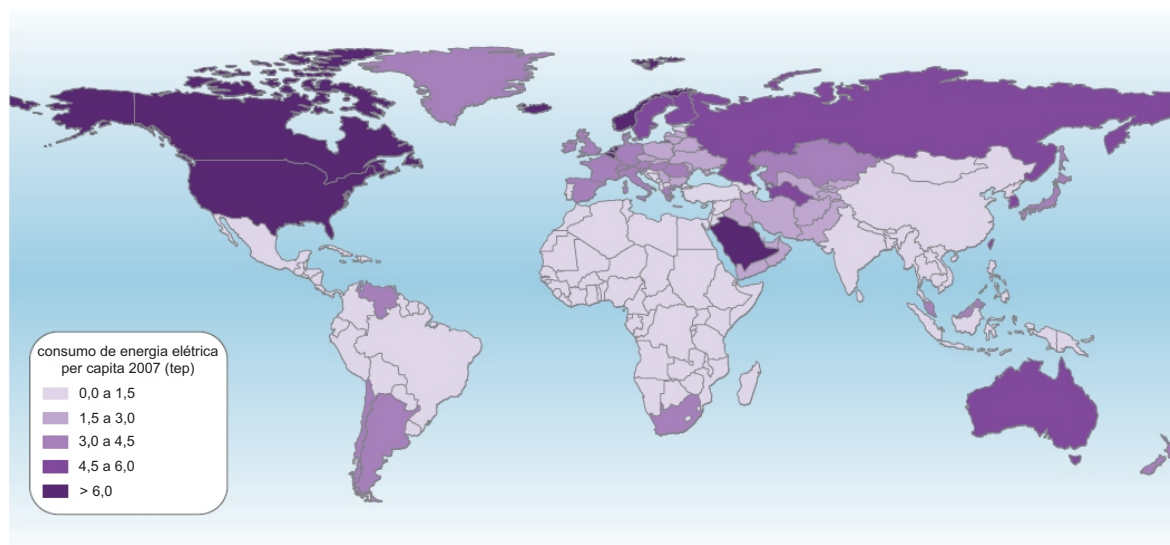 consumo de energia elétrica
per capita 2007 (tep)
0,0 a 1,5
1,5 a 3,0
3,0 a 4,5
4,5 a 6,0
> 6,0